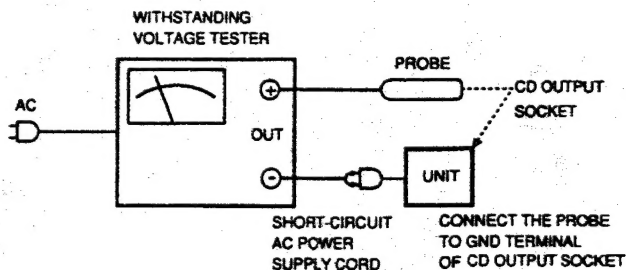 WITHSTANDING
VOLTAGE TESTER
PROBE
AC
+
CD OUTPUT
SOCKET
OUT
-
UNIT
SHORT-CIRCUIT
AC POWER
SUPPLY CORD
CONNECT THE PROBE
TO GND TERMINAL
OF CD OUTPUT SOCKET